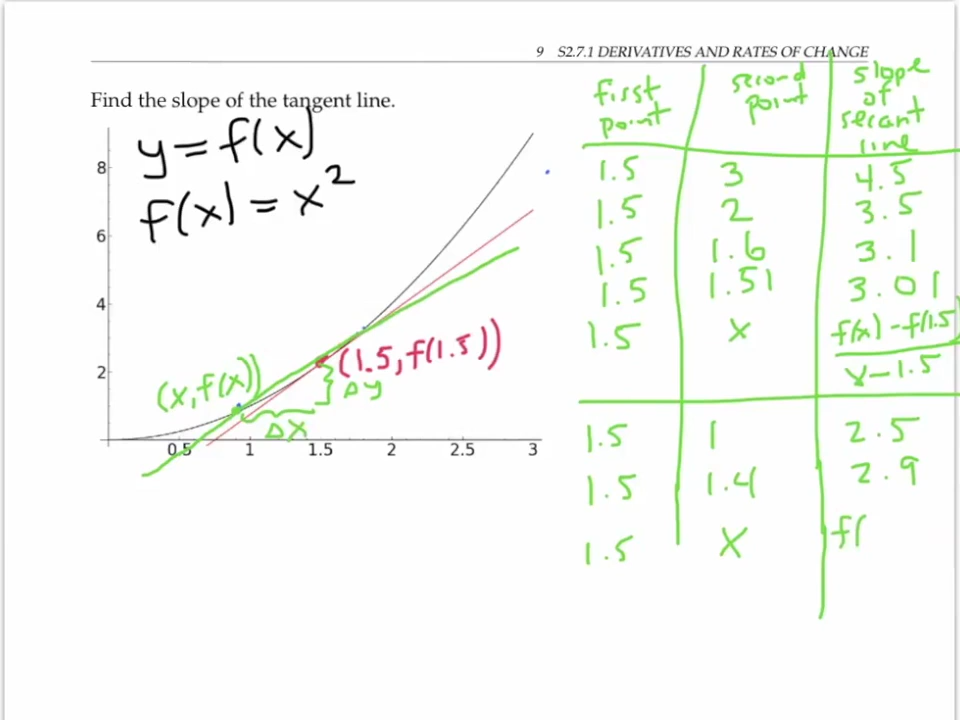 9 S2.7.1 DERIVATIVES AND RATES OF CHANGE
Find the slope of the tangent line.
y = f(x)
f(x) = x²
8
6
4
2
0.5 1 1.5 2 2.5 3
(x, f(x))
(1.5, f(1.5))
Δy
Δx
first point second point slope of secant line
1.5 3 4.5
1.5 2 3.5
1.5 1.6 3.1
1.5 1.51 3.01
1.5 x f(x) - f(1.5)
x - 1.5
1.5 1 2.5
1.5 1.4 2.9
1.5 x f(